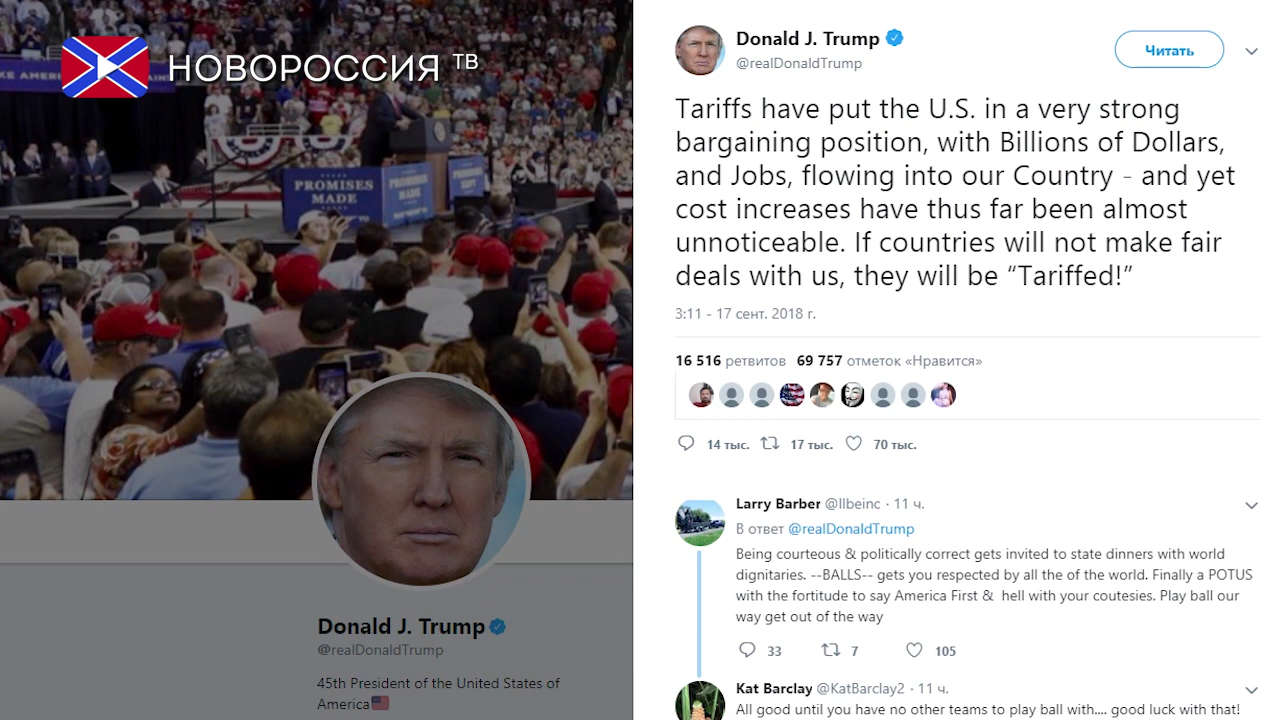 НОВОРОССИЯ ТВ
PROMISES
MADE
Donald J. Trump
@realDonaldTrump
45th President of the United States of
America
Donald J. Trump
@realDonaldTrump
Читать
Tariffs have put the U.S. in a very strong
bargaining position, with Billions of Dollars,
and Jobs, flowing into our Country - and yet
cost increases have thus far been almost
unnoticeable. If countries will not make fair
deals with us, they will be “Tariffed!”
3:11 - 17 сент. 2018 г.
16 516 ретвитов 69 757 отметок «Нравится»
14 тыс. 17 тыс. 70 тыс.
Larry Barber @llbeinc · 11 ч.
В ответ @realDonaldTrump
Being courteous & politically correct gets invited to state dinners with world
dignitaries. --BALLS-- gets you respected by all the of the world. Finally a POTUS
with the fortitude to say America First & hell with your coutesies. Play ball our
way get out of the way
33 7 105
Kat Barclay @KatBarclay2 · 11 ч.
All good until you have no other teams to play ball with.... good luck with that!